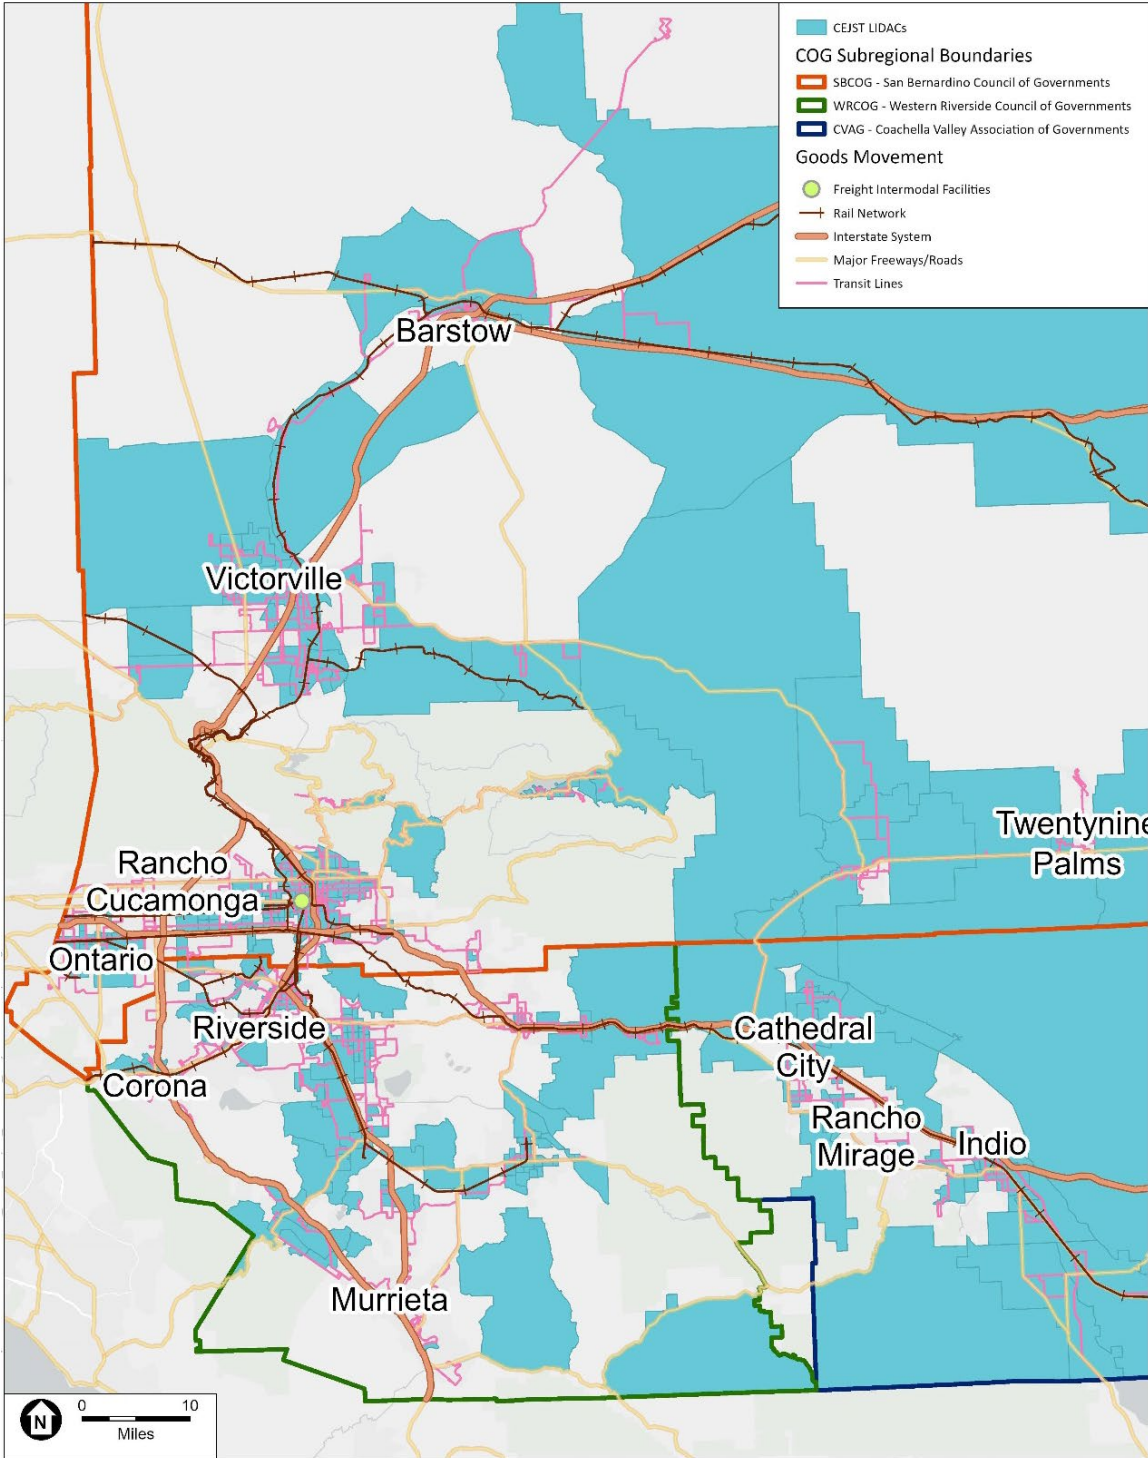 CEJST LIDACs
COG Subregional Boundaries
SBCOG - San Bernardino Council of Governments
WRCOG - Western Riverside Council of Governments
CVAG - Coachella Valley Association of Governments
Goods Movement
Freight Intermodal Facilities
Rail Network
Interstate System
Major Freeways/Roads
Transit Lines
Barstow
Victorville
Twentynine
Palms
Rancho
Cucamonga
Ontario
Riverside
Cathedral
City
Corona
Rancho
Mirage
Indio
Murrieta
N
0 10
Miles